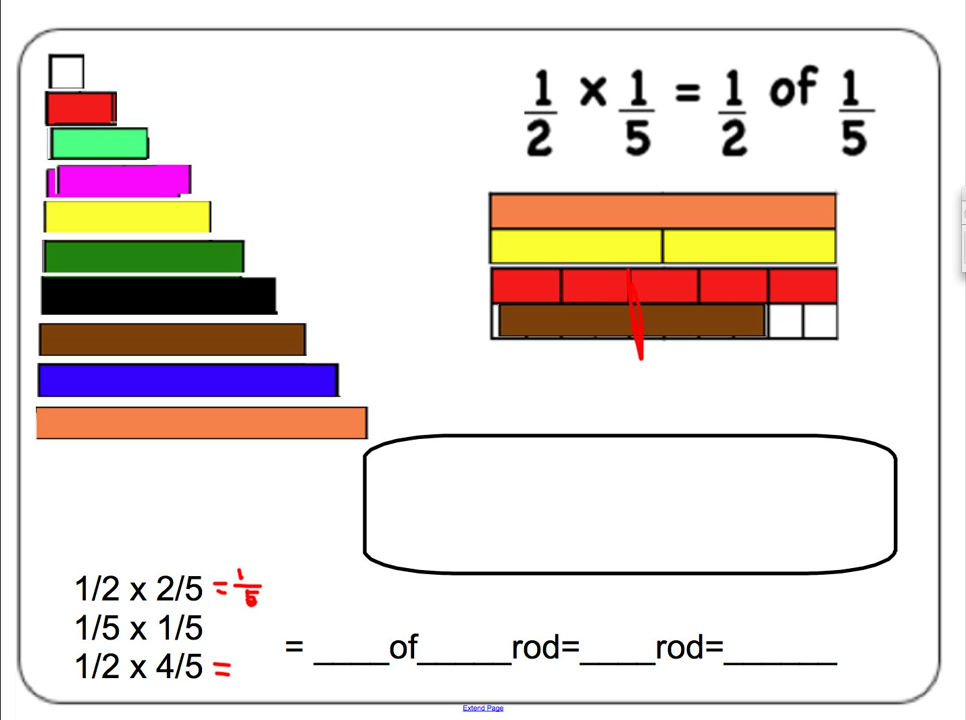 1/2 x 1/5 = 1/2 of 1/5
1/2 x 2/5 = 1/5
1/5 x 1/5
1/2 x 4/5 =
= ____of_____rod=____rod=______
Extend Page